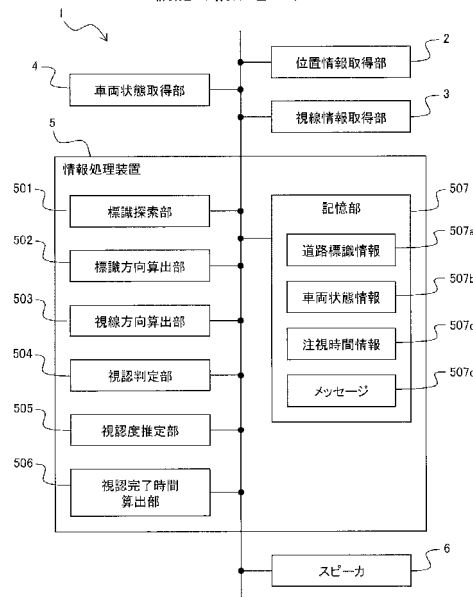 1
2
位置情報取得部
4
車両状態取得部
3
視線情報取得部
5
情報処理装置
501
標識探索部
502
標識方向算出部
503
視線方向算出部
504
視認判定部
505
視認度推定部
506
視認完了時間
算出部
507
記憶部
507a
道路標識情報
507b
車両状態情報
注視時間情報
メッセージ
6
スピーカ